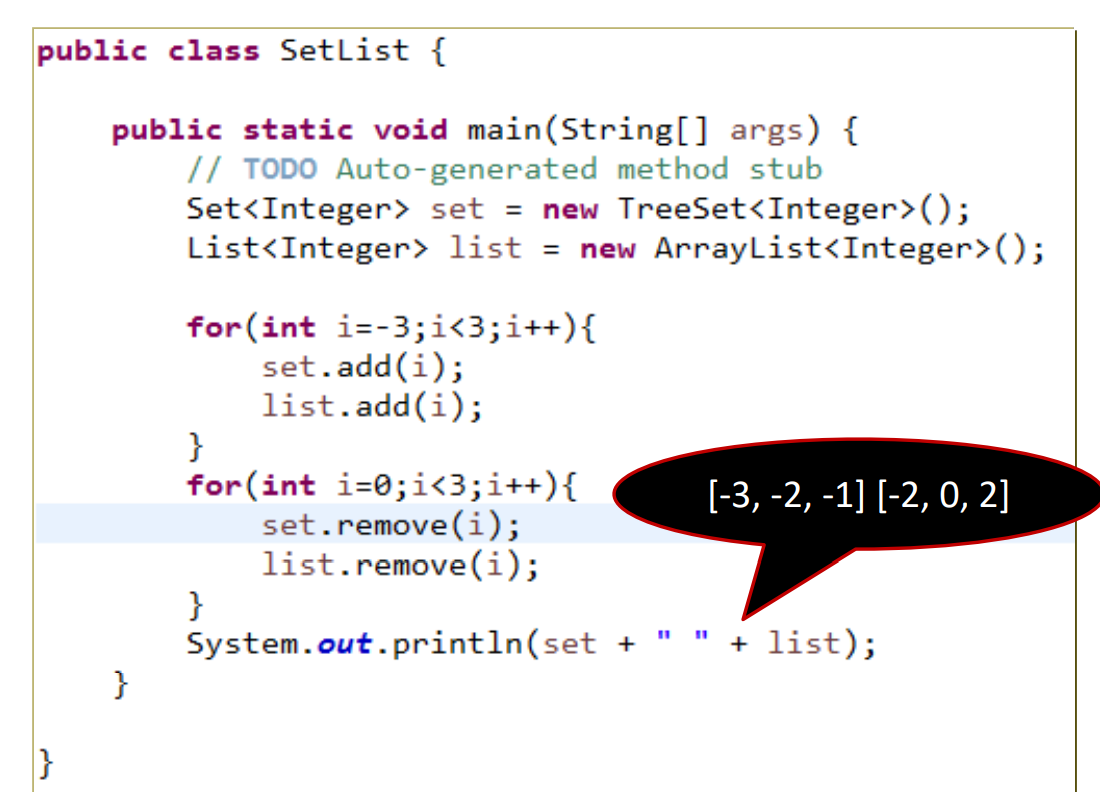 public class SetList {
public static void main(String[] args) {
// TODO Auto-generated method stub
Set<Integer> set = new TreeSet<Integer>();
List<Integer> list = new ArrayList<Integer>();
for(int i=-3;i<3;i++){
set.add(i);
list.add(i);
}
for(int i=0;i<3;i++){
set.remove(i);
list.remove(i);
}
System.out.println(set + " " + list);
}
}
[-3, -2, -1] [-2, 0, 2]